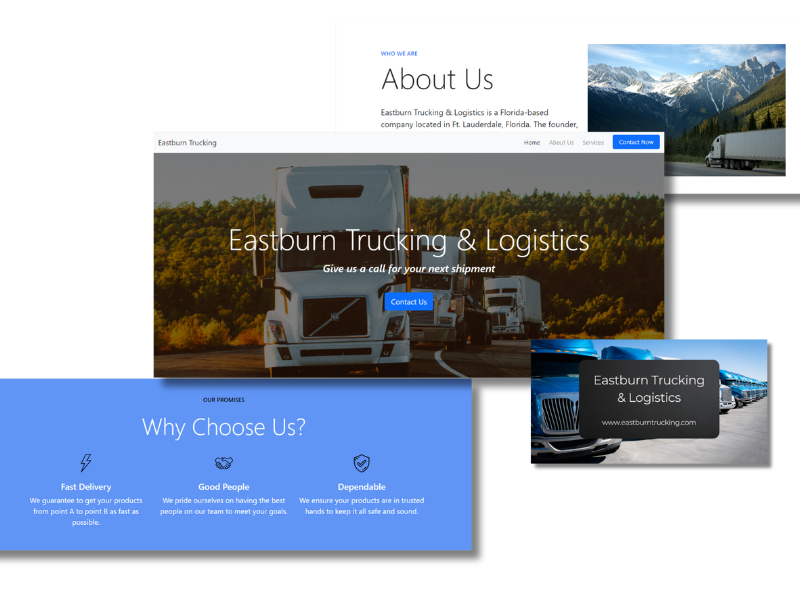 WHO WE ARE
About Us
Eastburn Trucking & Logistics is a Florida-based
company located in Ft. Lauderdale, Florida. The founder,
Eastburn Trucking
Home About Us Services Contact Now
Eastburn Trucking & Logistics
Give us a call for your next shipment
Contact Us
Eastburn Trucking
& Logistics
www.eastburntrucking.com
OUR PROMISES
Why Choose Us?
Fast Delivery
We guarantee to get your products
from point A to point B as fast as
possible.
Good People
We pride ourselves on having the best
people on our team to meet your goals.
Dependable
We ensure your products are in trusted
hands to keep it all safe and sound.